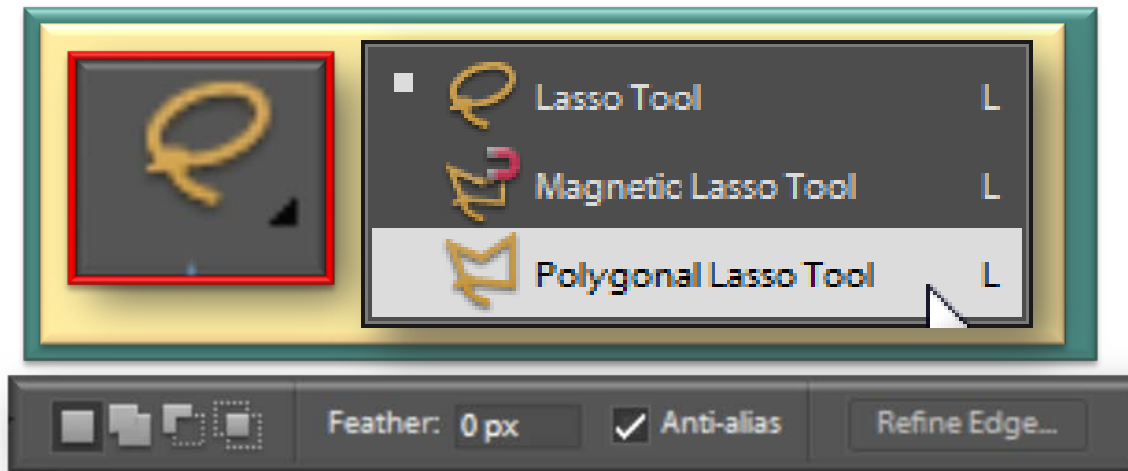 Lasso Tool L
Magnetic Lasso Tool L
Polygonal Lasso Tool L
Feather: 0 px Anti-alias Refine Edge...